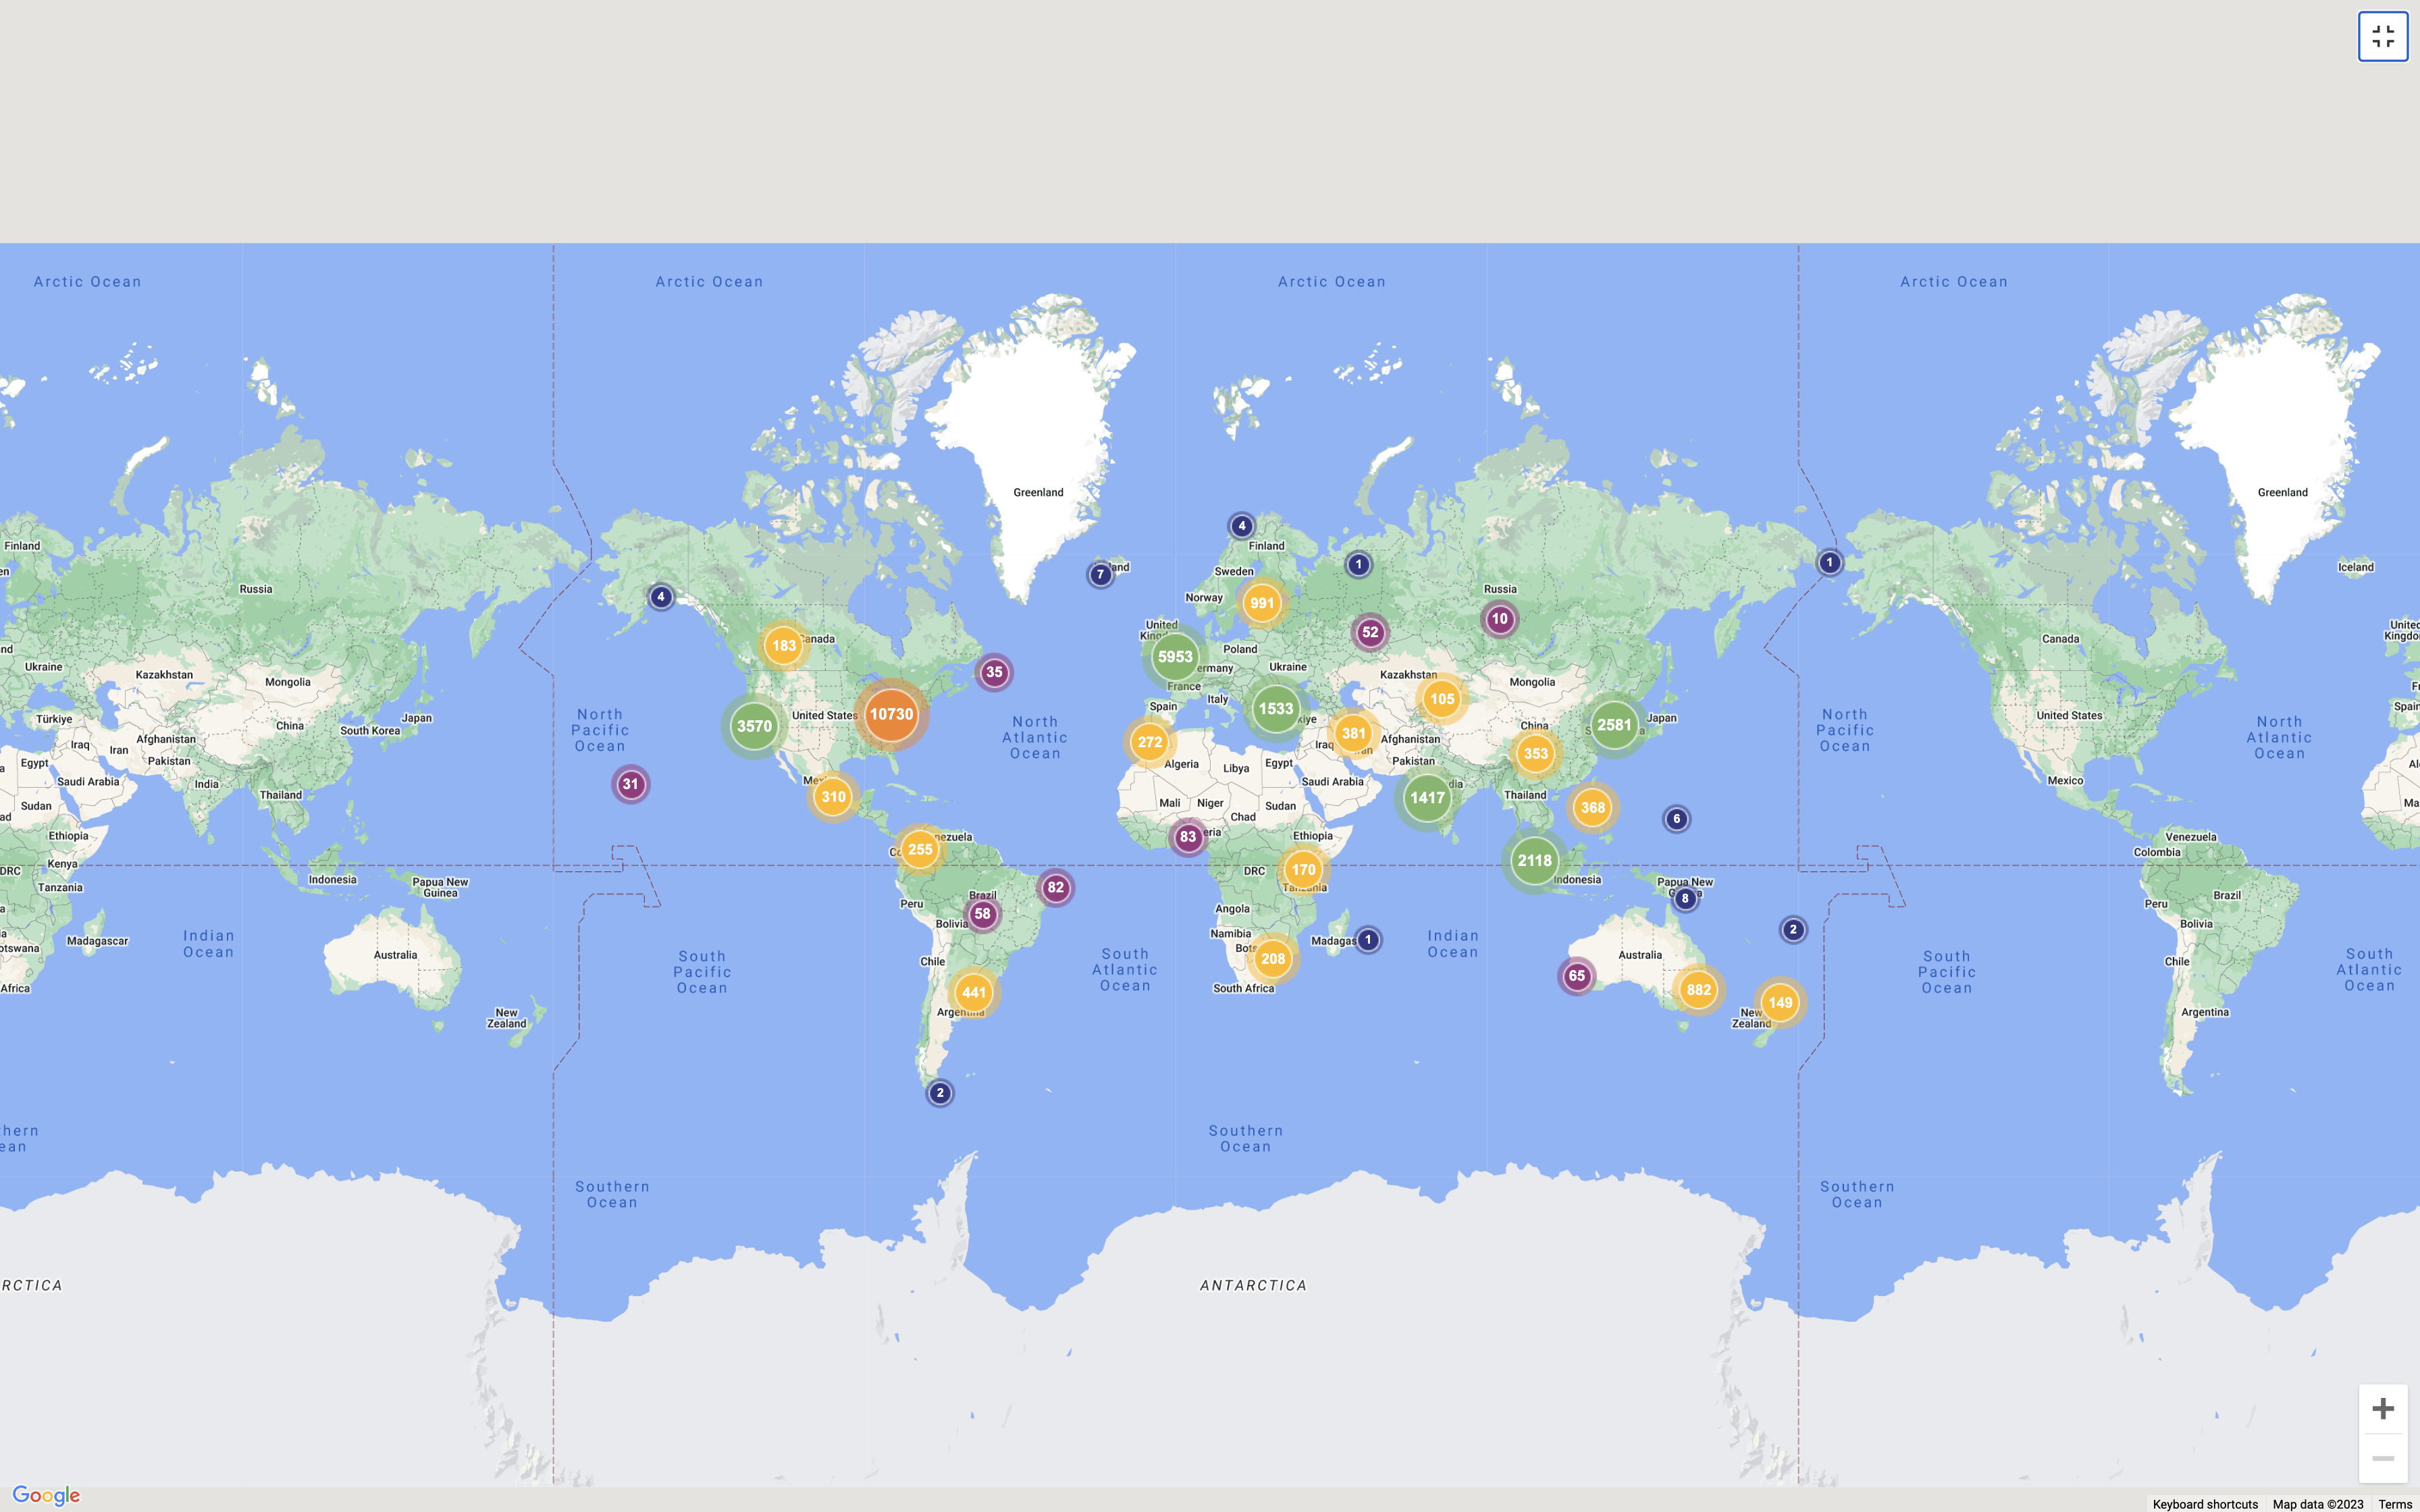 Arctic Ocean
Arctic Ocean
Arctic Ocean
Arctic Ocean
Greenland
Greenland
4
Finland
Finland
7
1
1
Iceland
Sweden
Russia
Russia
4
Norway
991
10
183
Canada
United
52
Canada
5953
Poland
Ukraine
Ukraine
35
Kazakhstan
Kazakhstan
Mongolia
Mongolia
France
Italy
Spain
Spain
105
Türkiye
Japan
China
South Korea
North
Pacific
Ocean
3570
United States
10730
North
Atlantic
Ocean
1533
381
China
2581
Japan
North
Pacific
Ocean
United States
North
Atlantic
Ocean
Iraq
Iran
Afghanistan
Pakistan
272
Iraq
Afghanistan
Pakistan
353
Egypt
Saudi Arabia
India
Thailand
Algeria
Libya
Egypt
Saudi Arabia
31
Mexico
310
1417
Thailand
368
Sudan
Mali
Niger
Chad
Sudan
6
Ethiopia
83
Ethiopia
Venezuela
Colombia
255
2118
Kenya
DRC
Tanzania
Indonesia
Papua New
Guinea
DRC
170
Tanzania
Indonesia
Papua New
8
82
Peru
Brazil
58
Bolivia
Angola
Namibia
Peru
Brazil
Bolivia
2
Madagascar
Indian
Ocean
Australia
1
Indian
Ocean
Australia
South
Pacific
Ocean
Chile
South
Atlantic
Ocean
208
South Africa
65
South
Pacific
Ocean
Chile
South
Atlantic
Ocean
Africa
New
Zealand
441
Argentina
882
149
New
Zealand
Argentina
2
Southern
Ocean
Southern
Ocean
Southern
Ocean
ANTARCTICA
Google
Keyboard shortcuts Map data ©2023 Terms